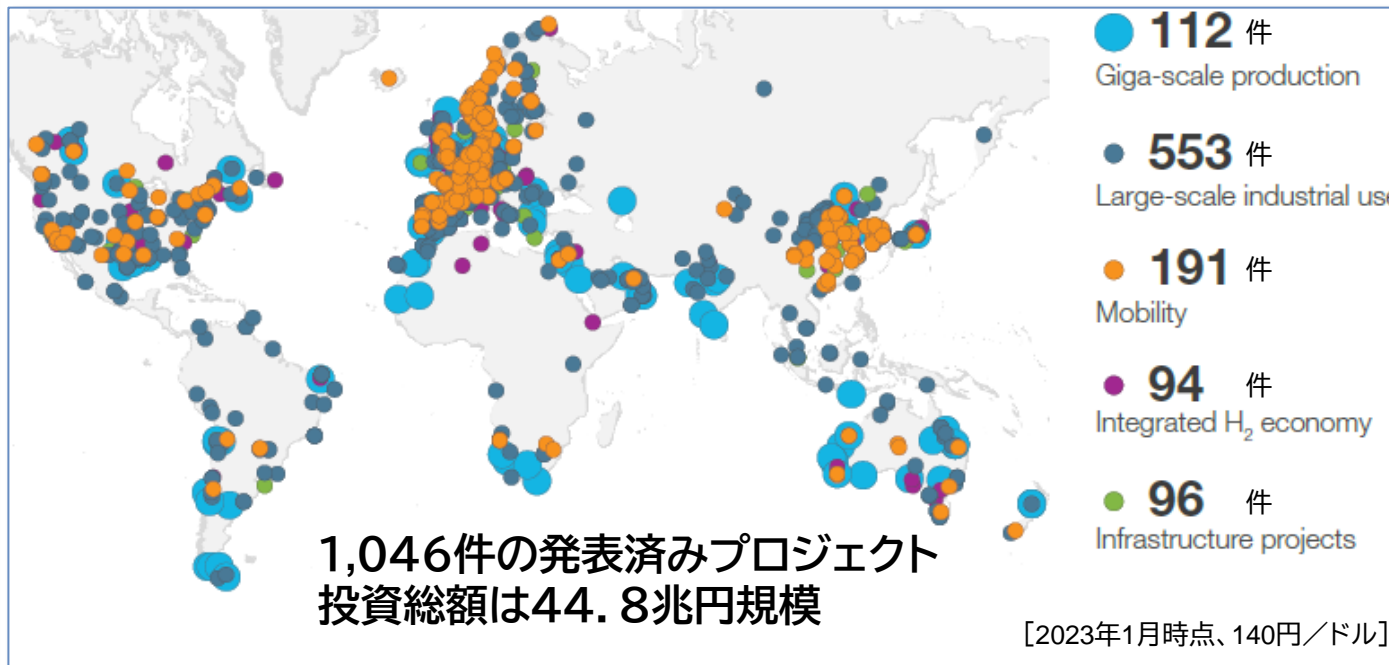 112 件
Giga-scale production
553 件
Large-scale industrial use
191 件
Mobility
94 件
Integrated H₂ economy
96 件
Infrastructure projects
1,046件の発表済みプロジェクト
投資総額は44.8兆円規模
[2023年1月時点、140円／ドル]